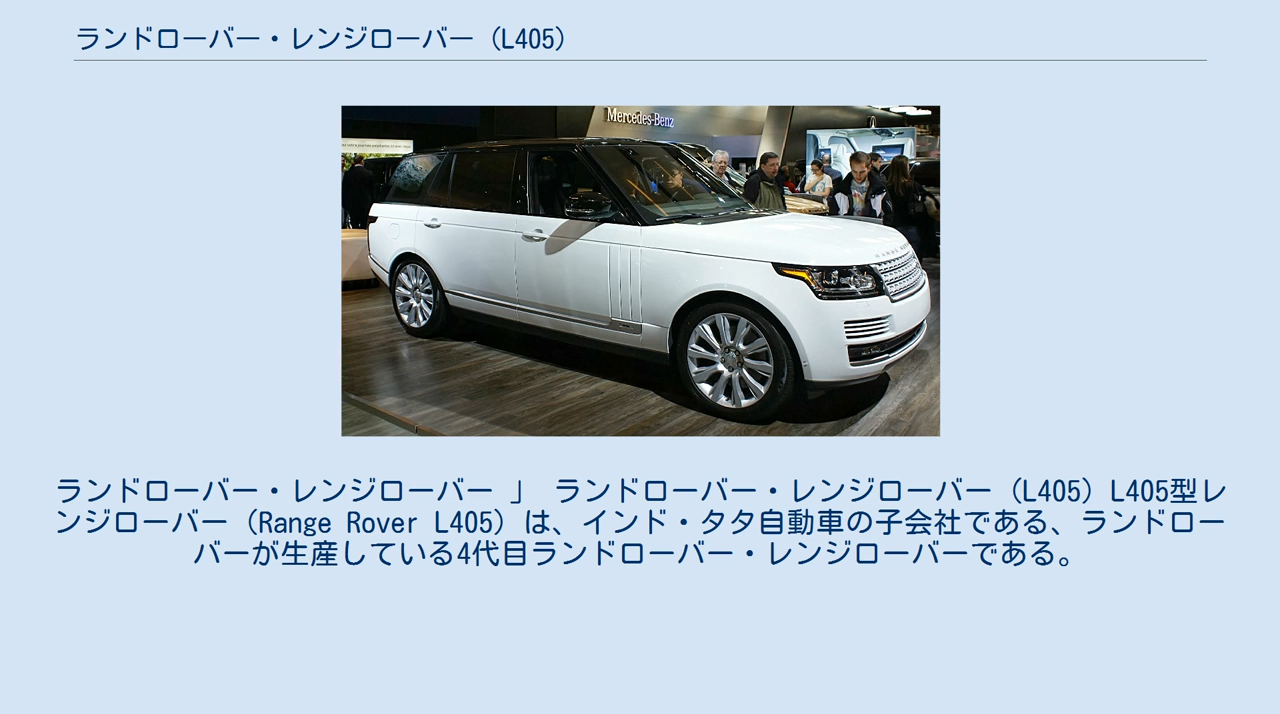 ランドローバー・レンジローバー (L405)
Mercedes-Benz
ランドローバー・レンジローバー 」 ランドローバー・レンジローバー (L405) L405型レ
ンジローバー (Range Rover L405) は、インド・タタ自動車の子会社である、ランドロー
バーが生産している4代目ランドローバー・レンジローバーである。